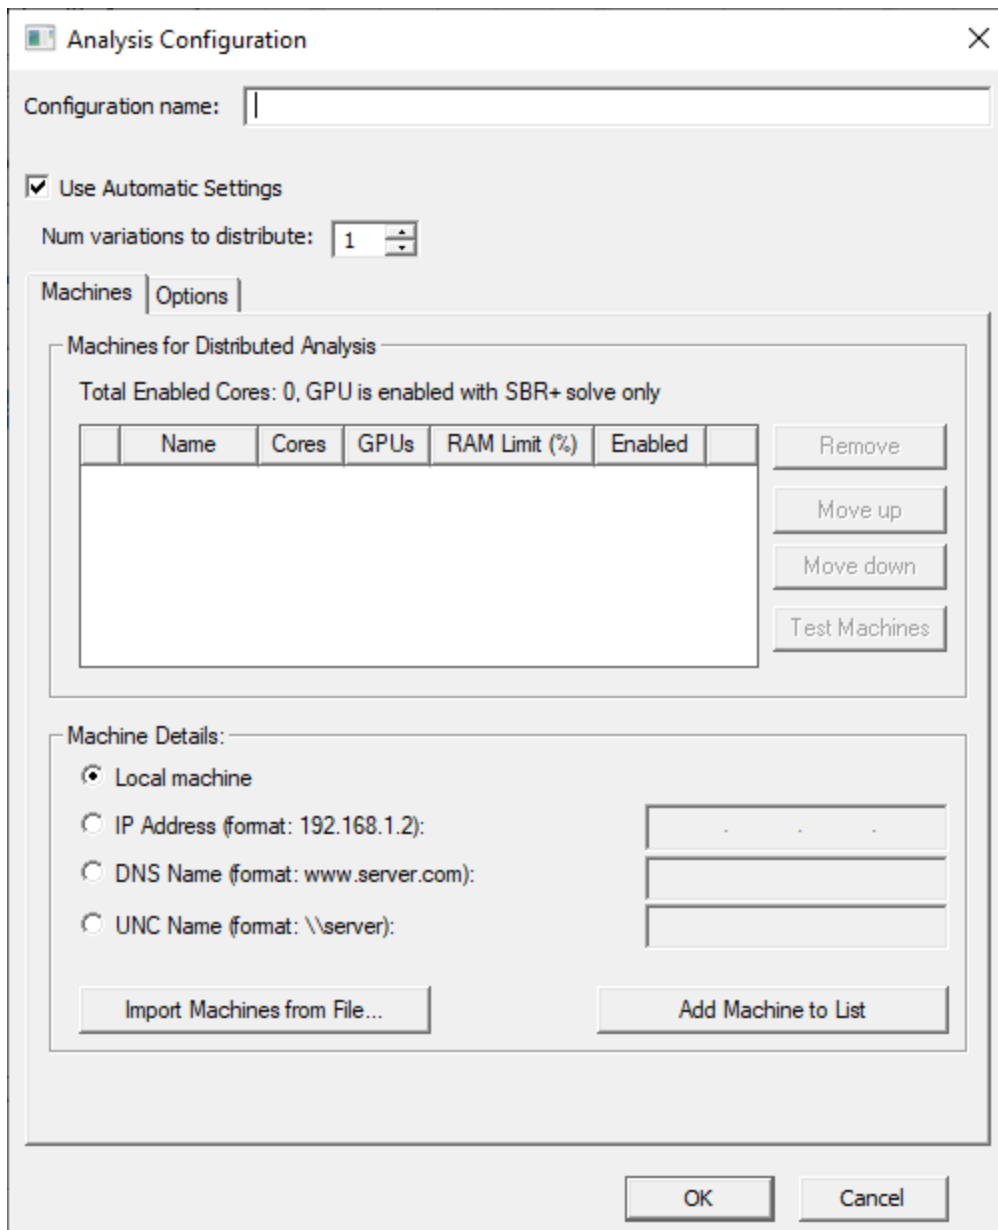 Analysis Configuration
Configuration name:
Use Automatic Settings
Num variations to distribute: 1
Machines Options
Machines for Distributed Analysis
Total Enabled Cores: 0, GPU is enabled with SBR+ solve only
Name Cores GPUs RAM Limit (%) Enabled
Remove
Move up
Move down
Test Machines
Machine Details:
Local machine
IP Address (format: 192.168.1.2): . . .
DNS Name (format: www.server.com):
UNC Name (format: \\server):
Import Machines from File... Add Machine to List
OK Cancel